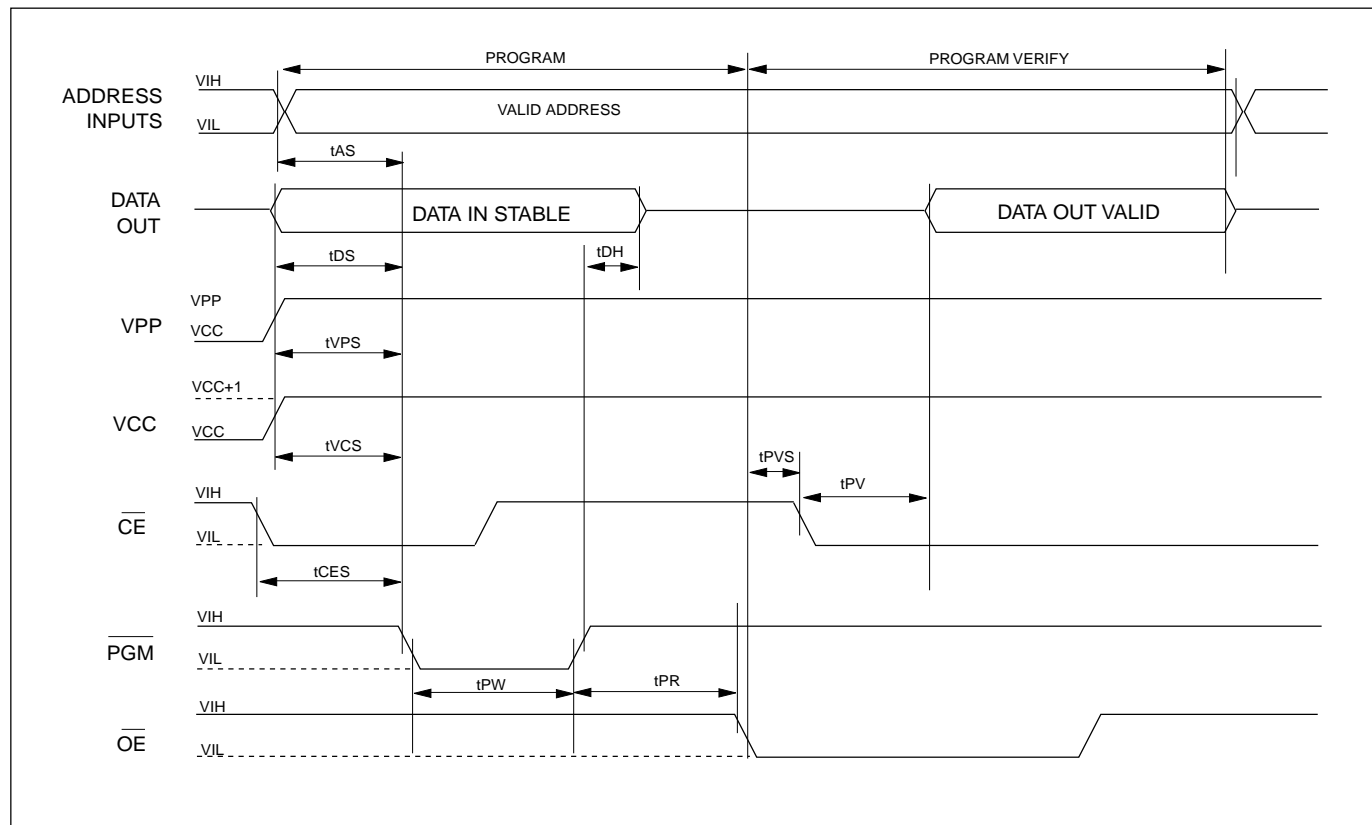 PROGRAM PROGRAM VERIFY
VIH
ADDRESS
INPUTS
VALID ADDRESS
VIL
tAS
DATA
OUT
DATA IN STABLE DATA OUT VALID
tDS tDH
VPP
VPP
VCC
tVPS
VCC+1
VCC
VCC
tVCS
tPVS
tPV
VIH
CE
VIL
tCES
VIH
PGM
VIL
tPW tPR
VIH
OE
VIL